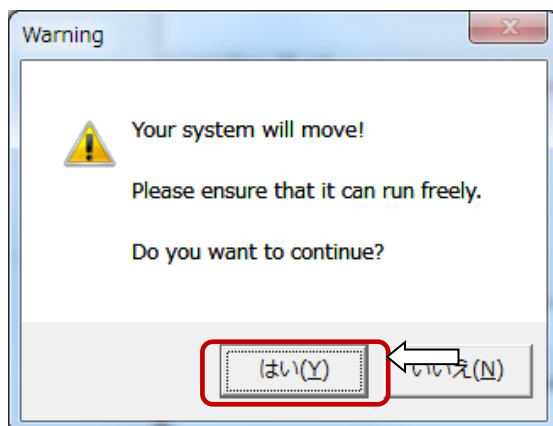 Warning
Your system will move!
Please ensure that it can run freely.
Do you want to continue?
はい(Y)
いいえ(N)